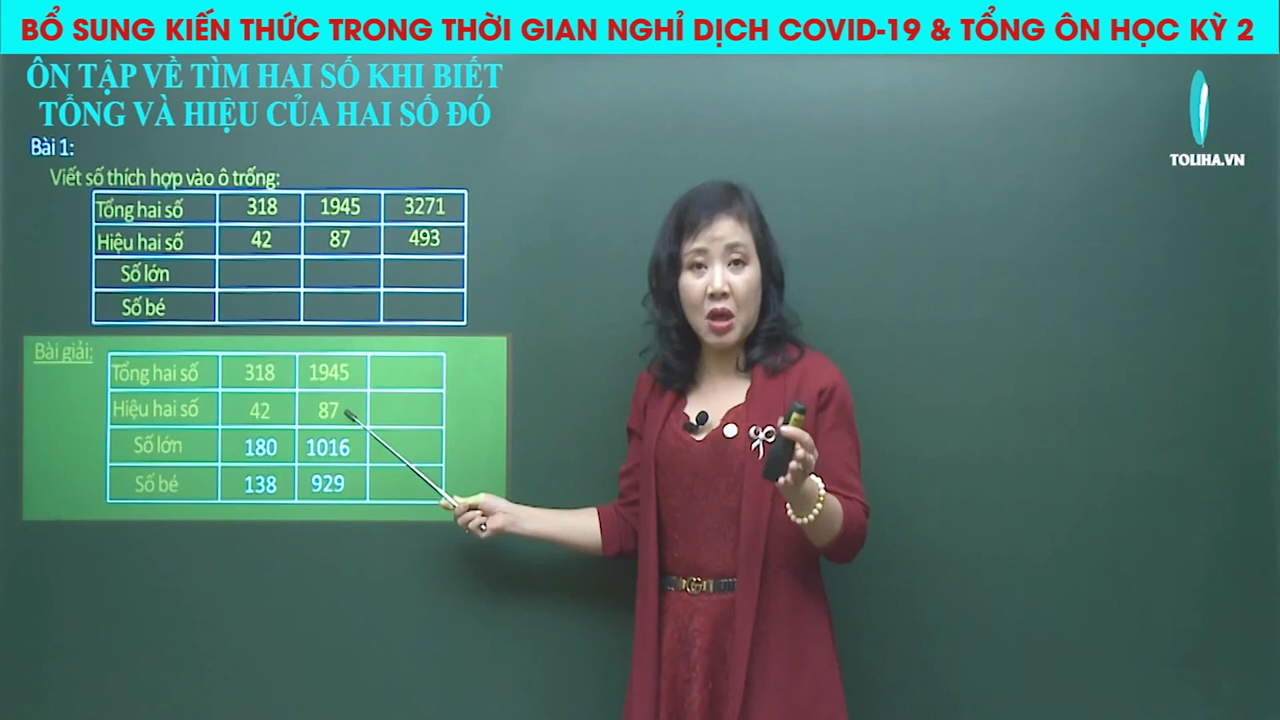 BỔ SUNG KIẾN THỨC TRONG THỜI GIAN NGHỈ DỊCH COVID-19 & TỔNG ÔN HỌC KỲ 2
ÔN TẬP VỀ TÌM HAI SỐ KHI BIẾT
TỔNG VÀ HIỆU CỦA HAI SỐ ĐÓ
TOLIHA.VN
Bài 1:
Viết số thích hợp vào ô trống:
Tổng hai số 318 1945 3271
Hiệu hai số 42 87 493
Số lớn
Số bé
Bài giải:
Tổng hai số 318 1945
Hiệu hai số 42 87
Số lớn 180 1016
Số bé 138 929